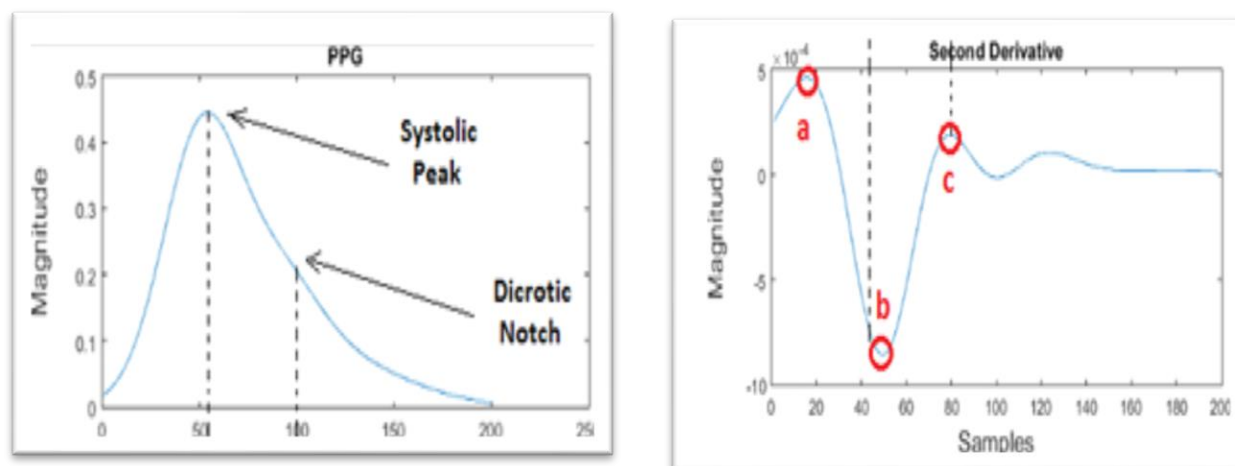 PPG
0.5
0.4
0.3
0.2
0.1
0
Magnitude
Systolic
Peak
Dicrotic
Notch
0 50 100 150 200
× 10⁻⁴
Second Derivative
5
0
-5
-10
Magnitude
a
b
c
0 20 40 60 80 100 120 140 160 180 200
Samples